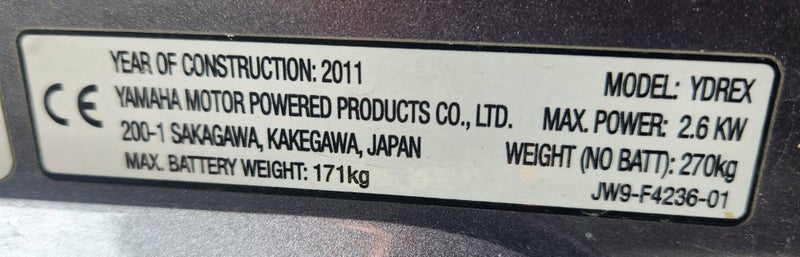 CE
YEAR OF CONSTRUCTION: 2011
YAMAHA MOTOR POWERED PRODUCTS CO., LTD.
200-1 SAKAGAWA, KAKEGAWA, JAPAN
MAX. BATTERY WEIGHT: 171kg
MODEL: YDREX
MAX. POWER: 2.6 KW
WEIGHT (NO BATT): 270kg
JW9-F4236-01